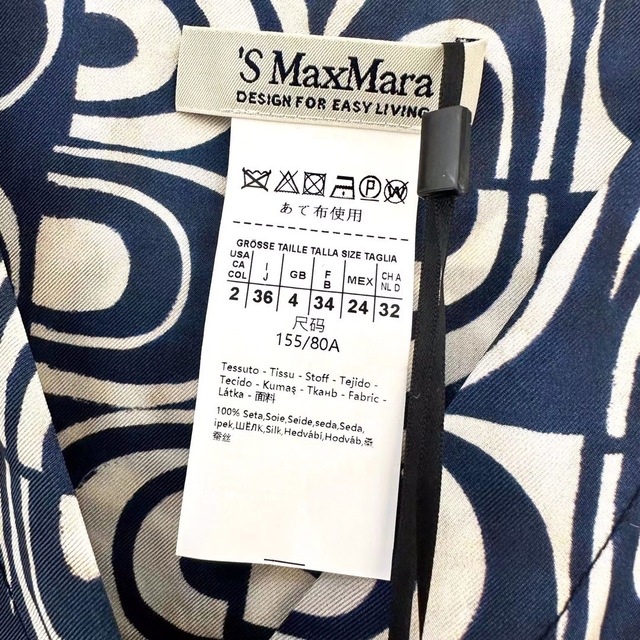 'S MaxMara
DESIGN FOR EASY LIVING
あて布使用
GRÖSSE TAILLE TALLA SIZE TAGLIA
USA CA COL I J GB F B MEX CH A NL D
2 36 4 34 24 32
尺码
155/80A
Tessuto - Tissu - Stoff - Tejido -
Tecido - Kumaş - Ткань - Fabric -
Látka - 面料
100% Seta,Soie,Seide,seda,Seda,
ipek,ШЁЛК,Silk,Hedvábí,Hodváb,桑
蚕丝